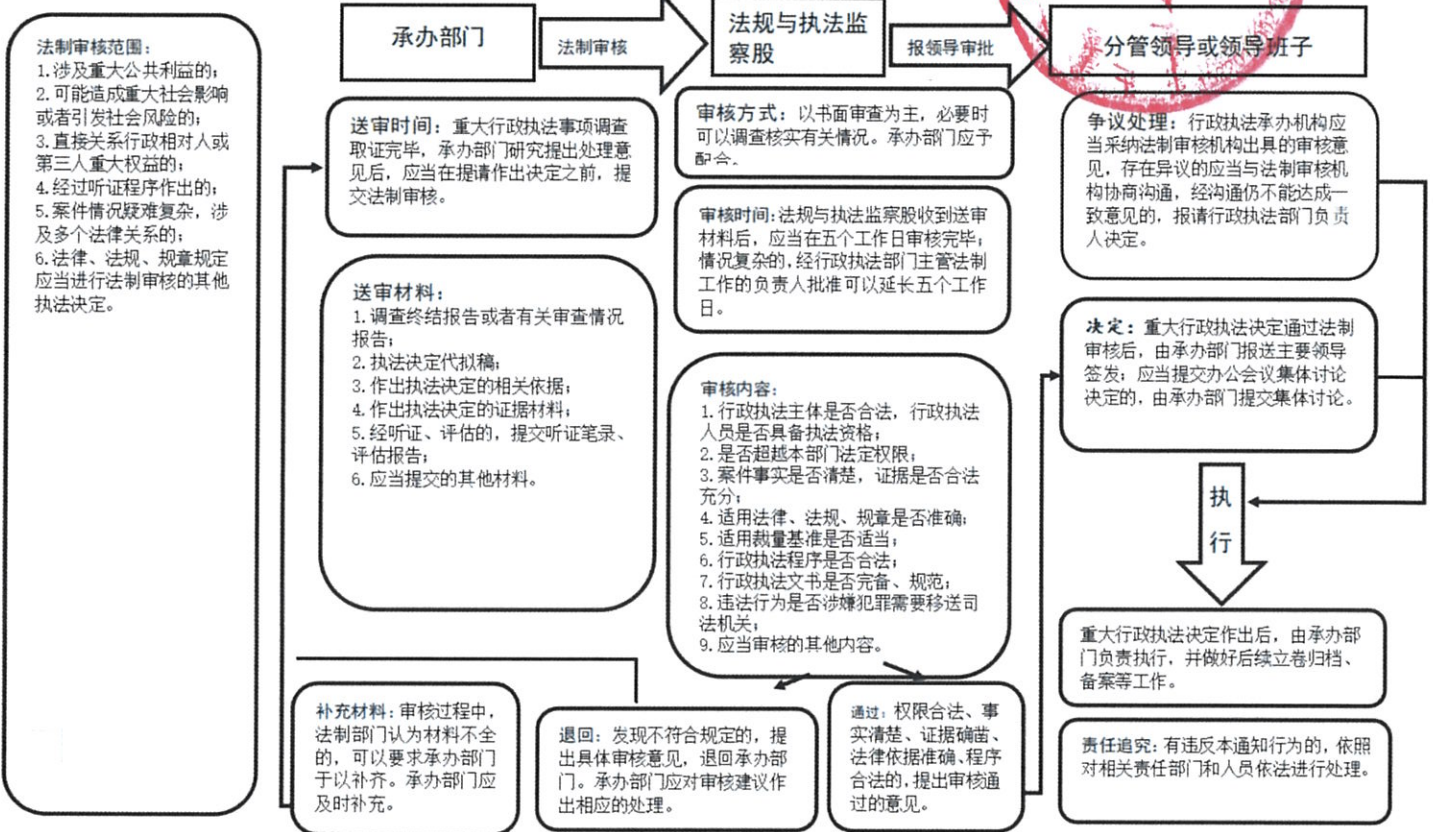 法制审核范围：
1.涉及重大公共利益的；
2.可能造成重大社会影响
或者引发社会风险的；
3.直接关系行政相对人或
第三人重大权益的；
4.经过听证程序作出的；
5.案件情况疑难复杂，涉
及多个法律关系的；
6.法律、法规、规章规定
应当进行法制审核的其他
执法决定。
承办部门
法制审核
法规与执法监
察股
报领导审批
分管领导或领导班子
送审时间：重大行政执法事项调查
取证完毕，承办部门研究提出处理意
见后，应当在提请作出决定之前，提
交法制审核。
送审材料：
1.调查终结报告或者有关审查情况
报告；
2.执法决定代拟稿；
3.作出执法决定的相关依据；
4.作出执法决定的证据材料；
5.经听证、评估的，提交听证笔录、
评估报告；
6.应当提交的其他材料。
审核方式：以书面审查为主，必要时
可以调查核实有关情况。承办部门应予
配合。
审核时间：法规与执法监察股收到送审
材料后，应当在五个工作日审核完毕；
情况复杂的，经行政执法部门主管法制
工作的负责人批准可以延长五个工作
日。
审核内容：
1.行政执法主体是否合法，行政执法
人员是否具备执法资格；
2.是否超越本部门法定权限；
3.案件事实是否清楚，证据是否合法
充分；
4.适用法律、法规、规章是否准确；
5.适用裁量基准是否适当；
6.行政执法程序是否合法；
7.行政执法文书是否完备、规范；
8.违法行为是否涉嫌犯罪需要移送司
法机关；
9.应当审核的其他内容。
争议处理：行政执法承办机构应
当采纳法制审核机构出具的审核意
见，存在异议的应当与法制审核机
构协商沟通，经沟通仍不能达成一
致意见的，报请行政执法部门负责
人决定。
决定：重大行政执法决定通过法制
审核后，由承办部门报送主要领导
签发；应当提交办公会议集体讨论
决定的，由承办部门提交集体讨论。
执
行
重大行政执法决定作出后，由承办部
门负责执行，并做好后续立卷归档、
备案等工作。
补充材料：审核过程中，
法制部门认为材料不全
的，可以要求承办部门
于以补齐。承办部门应
及时补充。
退回：发现不符合规定的，提
出具体审核意见，退回承办部
门。承办部门应对审核建议作
出相应的处理。
通过：权限合法、事
实清楚、证据确凿、
法律依据准确、程序
合法的，提出审核通
过的意见。
责任追究：有违反本通知行为的，依照
对相关责任部门和人员依法进行处理。